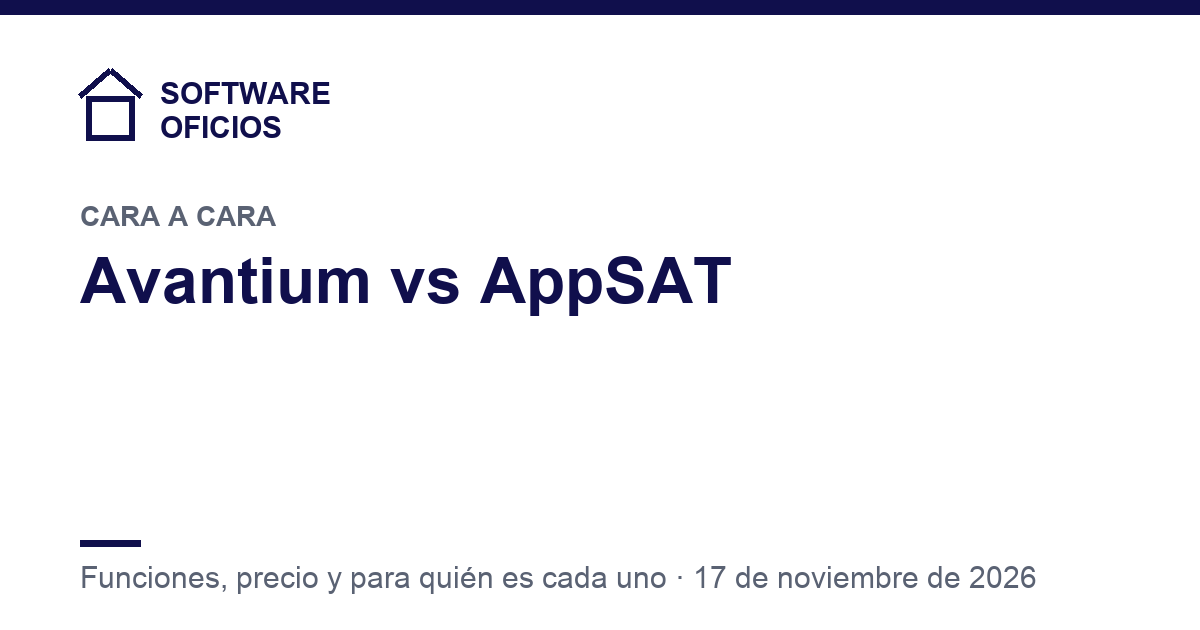 SOFTWARE
OFICIOS
CARA A CARA
Avantium vs AppSAT
Funciones, precio y para quién es cada uno · 17 de noviembre de 2026